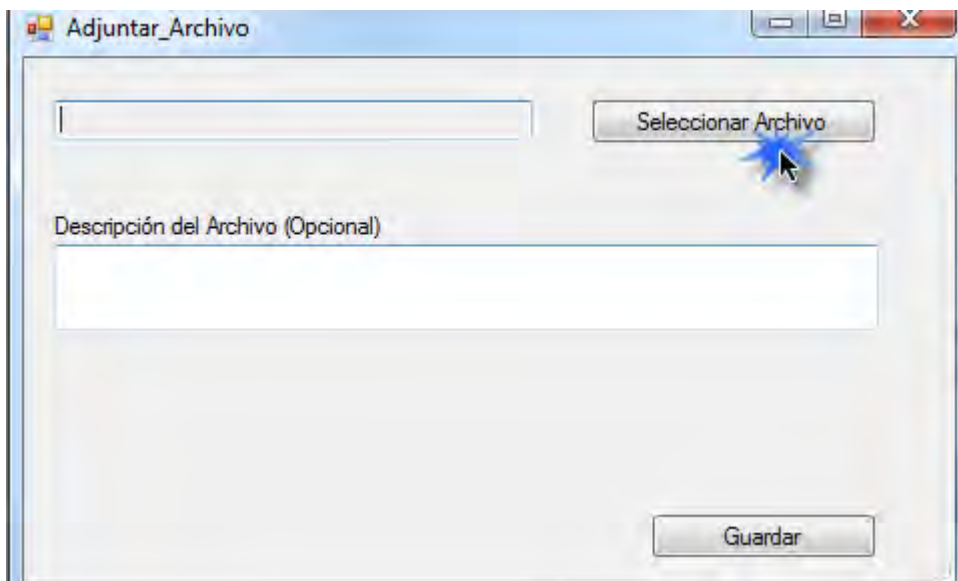 Adjuntar_Archivo
Seleccionar Archivo
Descripción del Archivo (Opcional)
Guardar